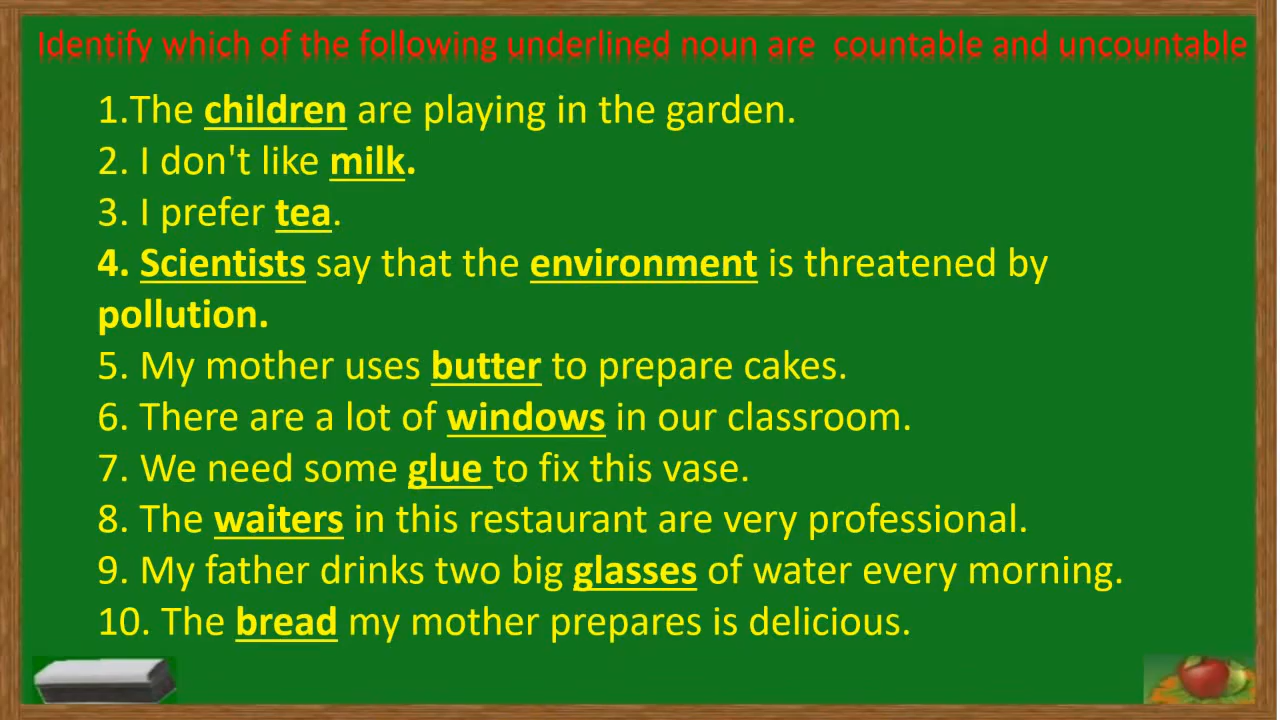 Identify which of the following underlined noun are countable and uncountable
1.The children are playing in the garden.
2. I don't like milk.
3. I prefer tea.
4. Scientists say that the environment is threatened by
pollution.
5. My mother uses butter to prepare cakes.
6. There are a lot of windows in our classroom.
7. We need some glue to fix this vase.
8. The waiters in this restaurant are very professional.
9. My father drinks two big glasses of water every morning.
10. The bread my mother prepares is delicious.